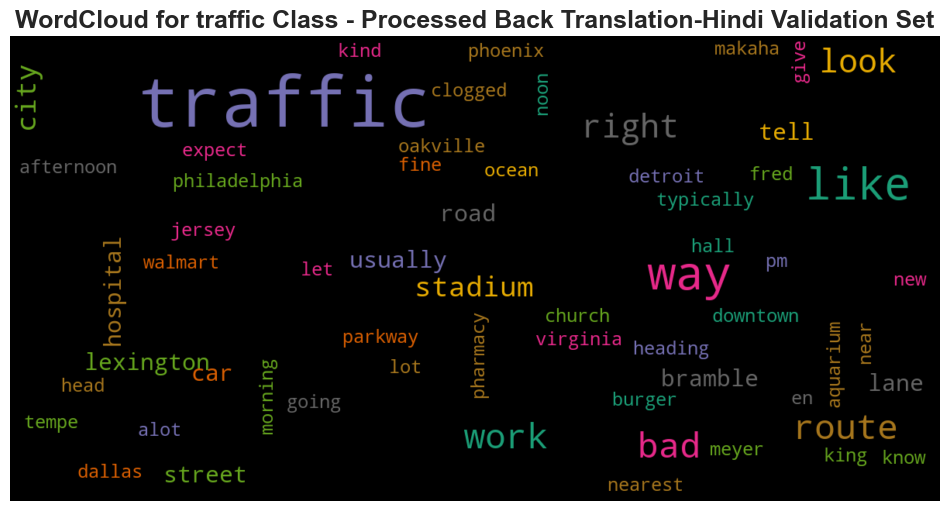 WordCloud for traffic Class - Processed Back Translation-Hindi Validation Set
kind
phoenix
makaha
give
look
city
traffic
clogged
noon
right
tell
afternoon
expect
oakville
fine
ocean
philadelphia
detroit
fred
like
typically
road
jersey
hospital
walmart
let
usually
stadium
hall
way
pm
new
church
downtown
virginia
parkway
pharmacy
heading
aquarium
near
lexington
car
lot
bramble
lane
head
morning
going
burger
en
tempe
alot
work
bad
route
meyer
king
know
dallas
street
nearest